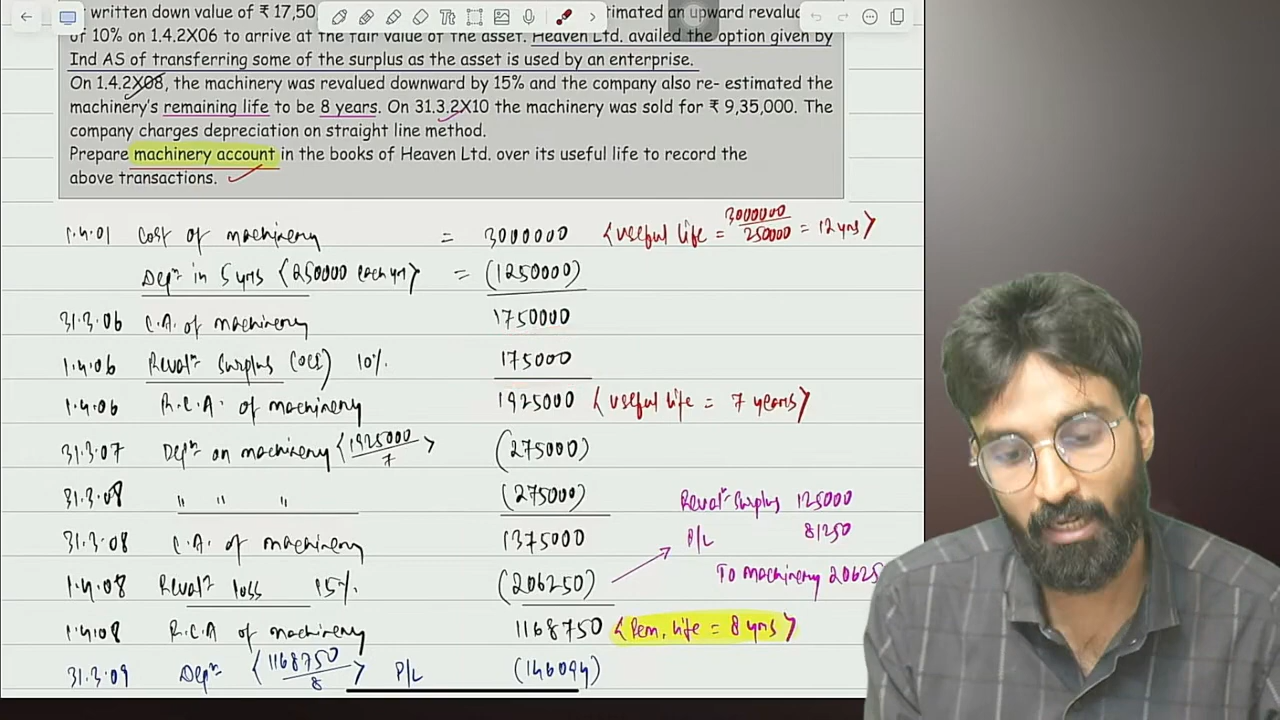 written down value of ₹ 17,50 timated an upward revalu
of 10% on 1.4.2X06 to arrive at the fair value of the asset. Heaven Ltd. availed the option given by
Ind AS of transferring some of the surplus as the asset is used by an enterprise.
On 1.4.2X08, the machinery was revalued downward by 15% and the company also re- estimated the
machinery's remaining life to be 8 years. On 31.3.2X10 the machinery was sold for ₹ 9,35,000. The
company charges depreciation on straight line method.
Prepare machinery account in the books of Heaven Ltd. over its useful life to record the
above transactions.
1.4.01 Cost of machinery = 3000000 <useful life = 3000000/250000 = 12 yrs>
Depn in 5 yrs <250000 each yr> = (1250000)
31.3.06 C.A. of machinery 1750000
1.4.06 Revaln Surplus (OCI) 10% 175000
1.4.06 R.C.A. of machinery 1925000 <useful life = 7 years>
31.3.07 Depn on machinery <1925000/7> (275000)
31.3.08 " " " (275000) Revaln Surplus 125000
31.3.08 C.A. of machinery 1375000 P/L 81250
1.4.08 Revaln loss 15% (206250) To machinery 20625
1.4.08 R.C.A of machinery 1168750 <Rem. life = 8 yrs>
31.3.09 Depn <1168750/8> P/L (146094)